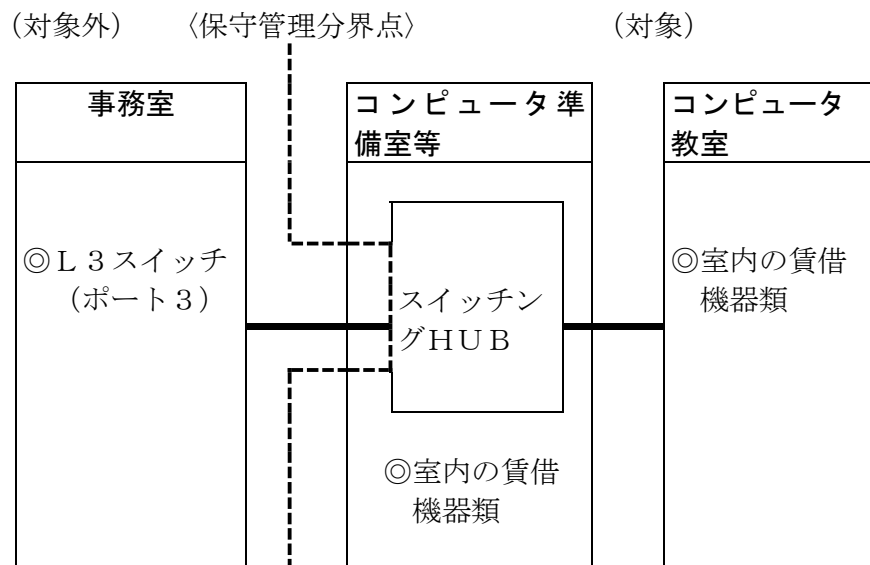 （対象外） 〈保守管理分界点〉 （対象）
事務室
コンピュータ準
備室等
コンピュータ
教室
◎Ｌ３スイッチ
（ポート３）
スイッチン
グＨＵＢ
◎室内の賃借
機器類
◎室内の賃借
機器類